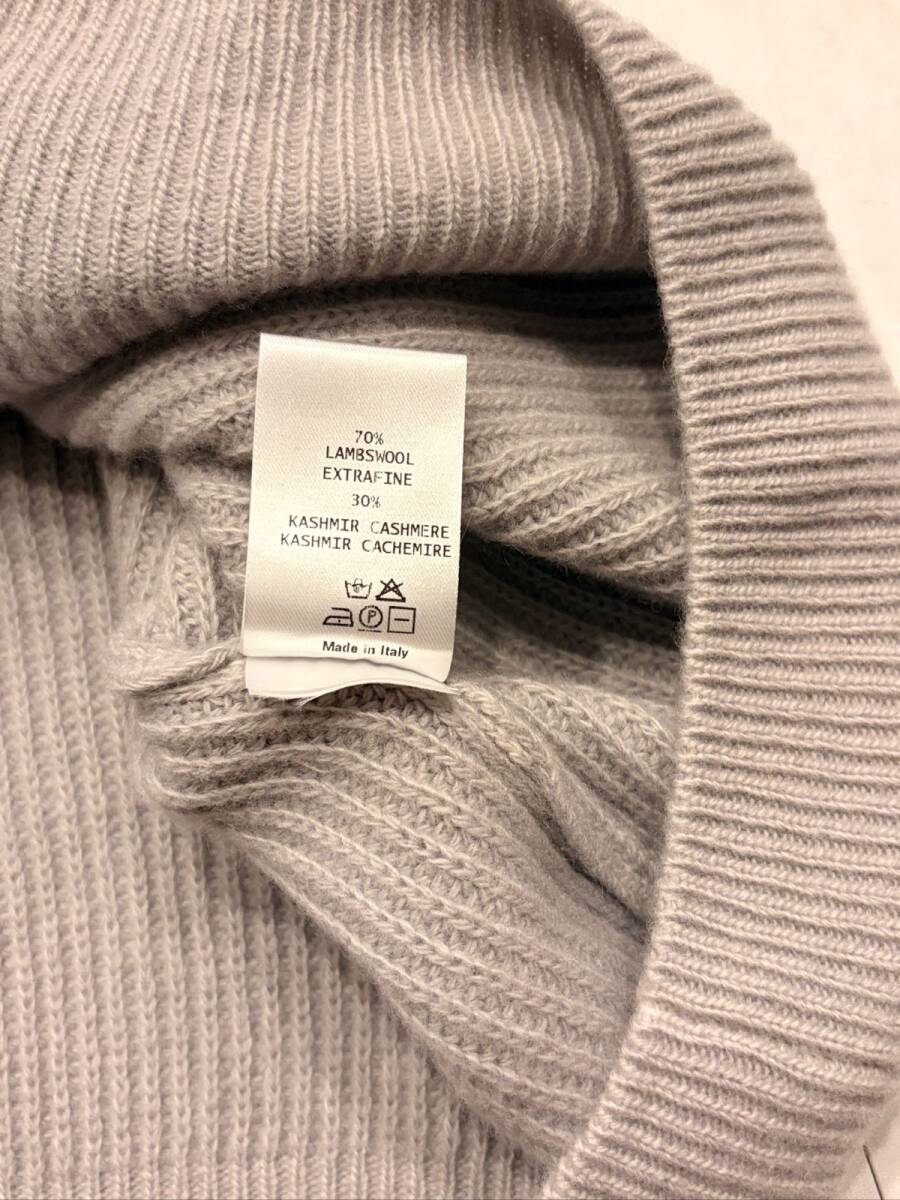 70%
LAMBSWOOL
EXTRAFINE
30%
KASHMIR CASHMERE
KASHMIR CACHEMIRE
P
Made in Italy